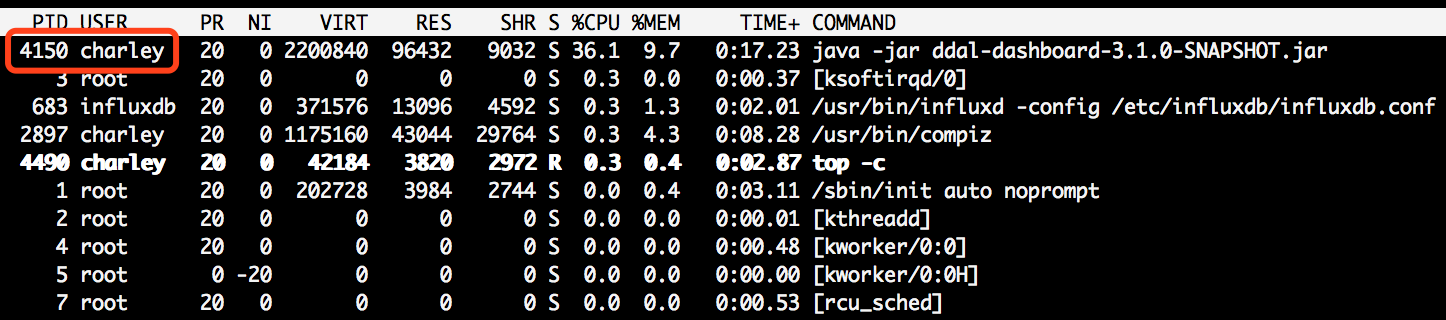 PID USER PR NI VIRT RES SHR S %CPU %MEM TIME+ COMMAND
4150 charley 20 0 2200840 96432 9032 S 36.1 9.7 0:17.23 java -jar ddal-dashboard-3.1.0-SNAPSHOT.jar
3 root 20 0 0 0 0 S 0.3 0.0 0:00.37 [ksoftirqd/0]
683 influxdb 20 0 371576 13096 4592 S 0.3 1.3 0:02.01 /usr/bin/influxd -config /etc/influxdb/influxdb.conf
2897 charley 20 0 1175160 43044 29764 S 0.3 4.3 0:08.28 /usr/bin/compiz
4490 charley 20 0 42184 3820 2972 R 0.3 0.4 0:02.87 top -c
1 root 20 0 202728 3984 2744 S 0.0 0.4 0:03.11 /sbin/init auto noprompt
2 root 20 0 0 0 0 S 0.0 0.0 0:00.01 [kthreadd]
4 root 20 0 0 0 0 S 0.0 0.0 0:00.48 [kworker/0:0]
5 root 0 -20 0 0 0 S 0.0 0.0 0:00.00 [kworker/0:0H]
7 root 20 0 0 0 0 S 0.0 0.0 0:00.53 [rcu_sched]